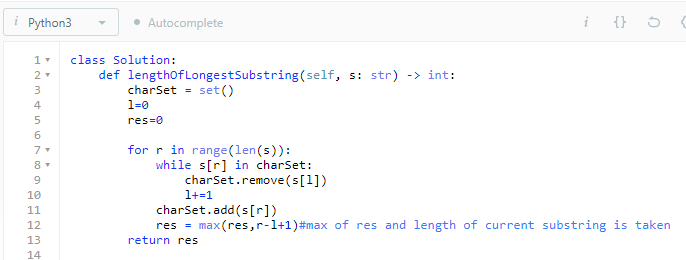 i Python3 Autocomplete i {}
1 class Solution:
2     def lengthOfLongestSubstring(self, s: str) -> int:
3         charSet = set()
4         l=0
5         res=0
6
7         for r in range(len(s)):
8             while s[r] in charSet:
9                 charSet.remove(s[l])
10                 l+=1
11             charSet.add(s[r])
12             res = max(res,r-l+1)#max of res and length of current substring is taken
13         return res
14